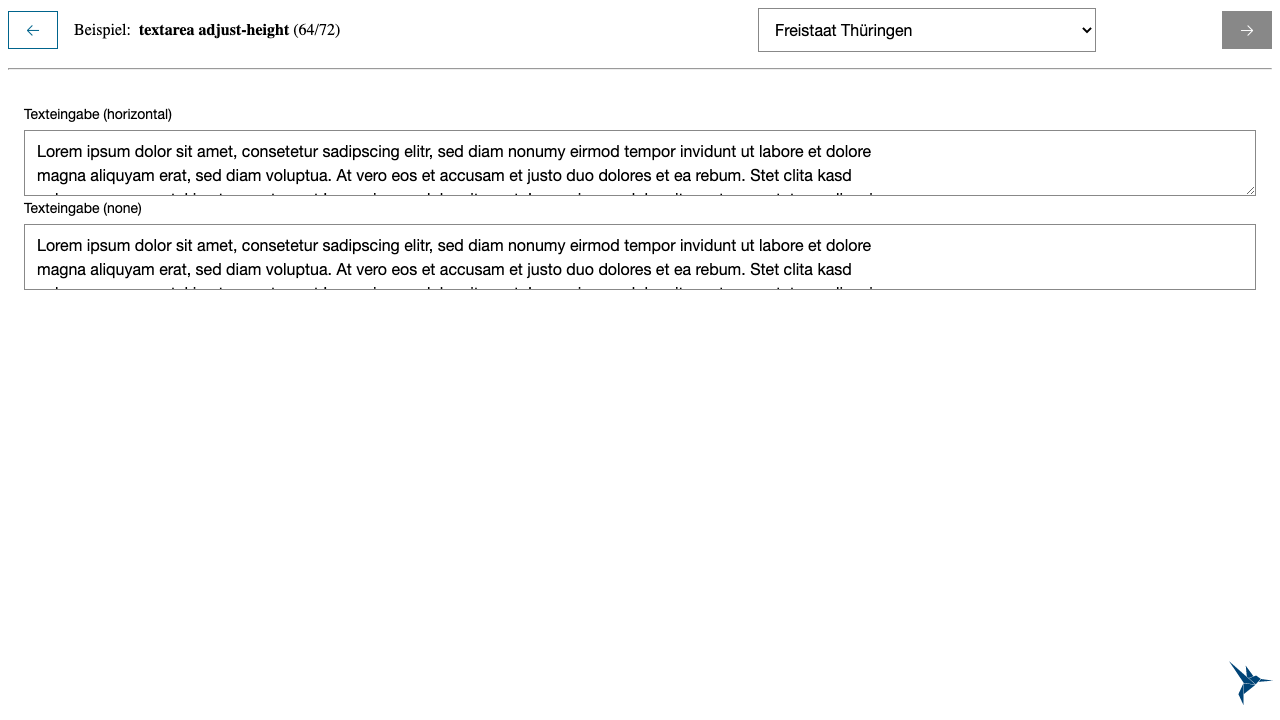 Beispiel: textarea adjust-height (64/72)
Freistaat Thüringen
Texteingabe (horizontal)
Lorem ipsum dolor sit amet, consetetur sadipscing elitr, sed diam nonumy eirmod tempor invidunt ut labore et dolore
magna aliquyam erat, sed diam voluptua. At vero eos et accusam et justo duo dolores et ea rebum. Stet clita kasd
Texteingabe (none)
Lorem ipsum dolor sit amet, consetetur sadipscing elitr, sed diam nonumy eirmod tempor invidunt ut labore et dolore
magna aliquyam erat, sed diam voluptua. At vero eos et accusam et justo duo dolores et ea rebum. Stet clita kasd